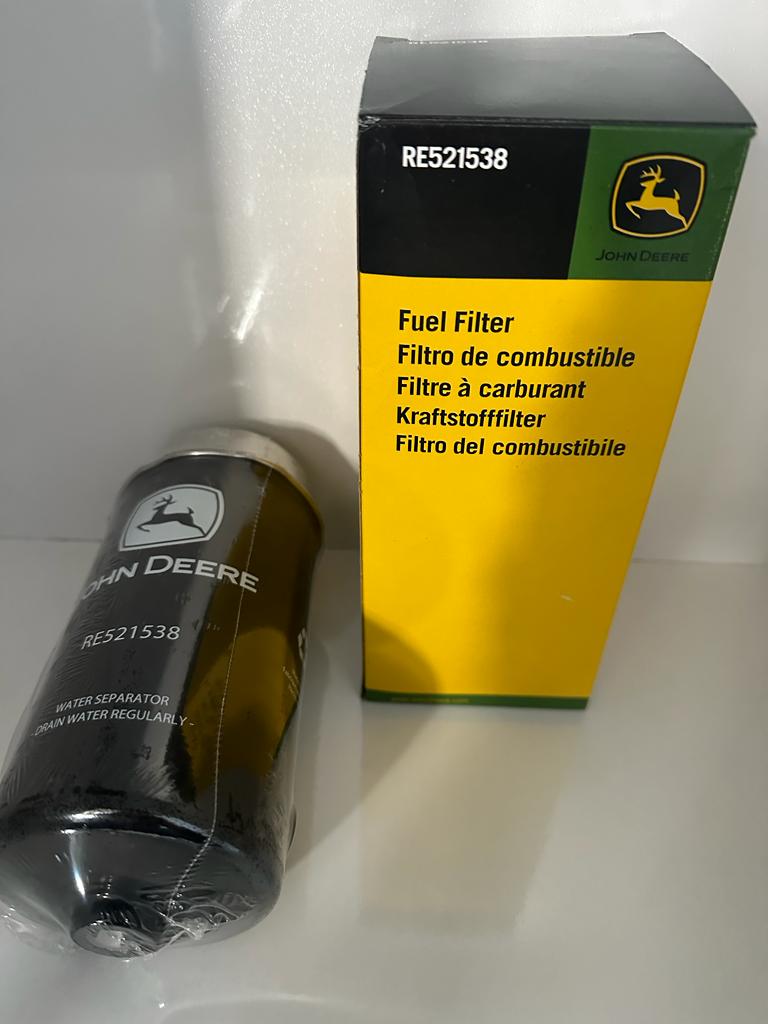 RE521538
JOHN DEERE
Fuel Filter
Filtro de combustible
Filtre à carburant
Kraftstofffilter
Filtro del combustibile
JOHN DEERE
RE521538
WATER SEPARATOR
-DRAIN WATER REGULARLY-